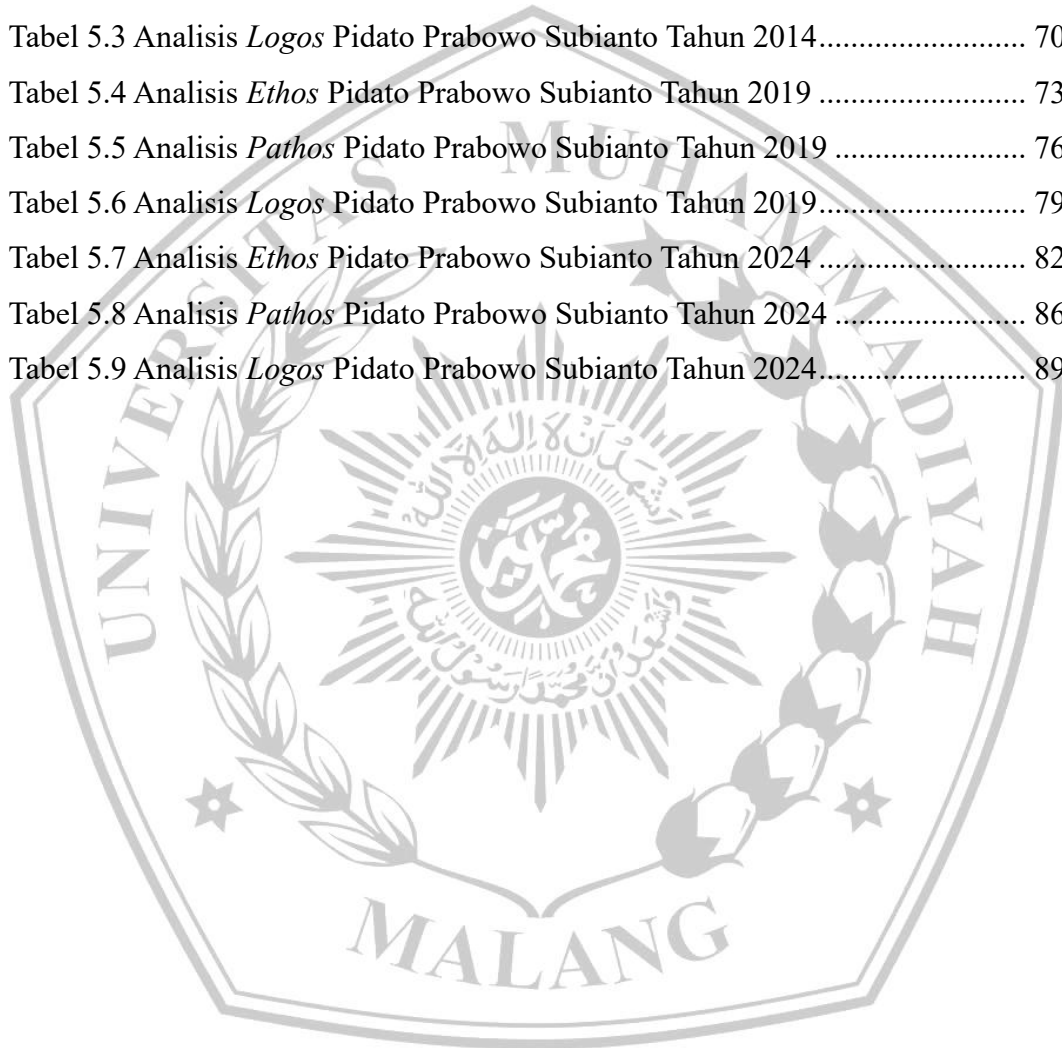 Tabel 5.3 Analisis Logos Pidato Prabowo Subianto Tahun 2014........................... 70
Tabel 5.4 Analisis Ethos Pidato Prabowo Subianto Tahun 2019 .......................... 73
Tabel 5.5 Analisis Pathos Pidato Prabowo Subianto Tahun 2019 ........................ 76
Tabel 5.6 Analisis Logos Pidato Prabowo Subianto Tahun 2019........................... 79
Tabel 5.7 Analisis Ethos Pidato Prabowo Subianto Tahun 2024 .......................... 82
Tabel 5.8 Analisis Pathos Pidato Prabowo Subianto Tahun 2024 ........................ 86
Tabel 5.9 Analisis Logos Pidato Prabowo Subianto Tahun 2024........................... 89
UNIVERSITAS MUHAMMADIYAH
MALANG